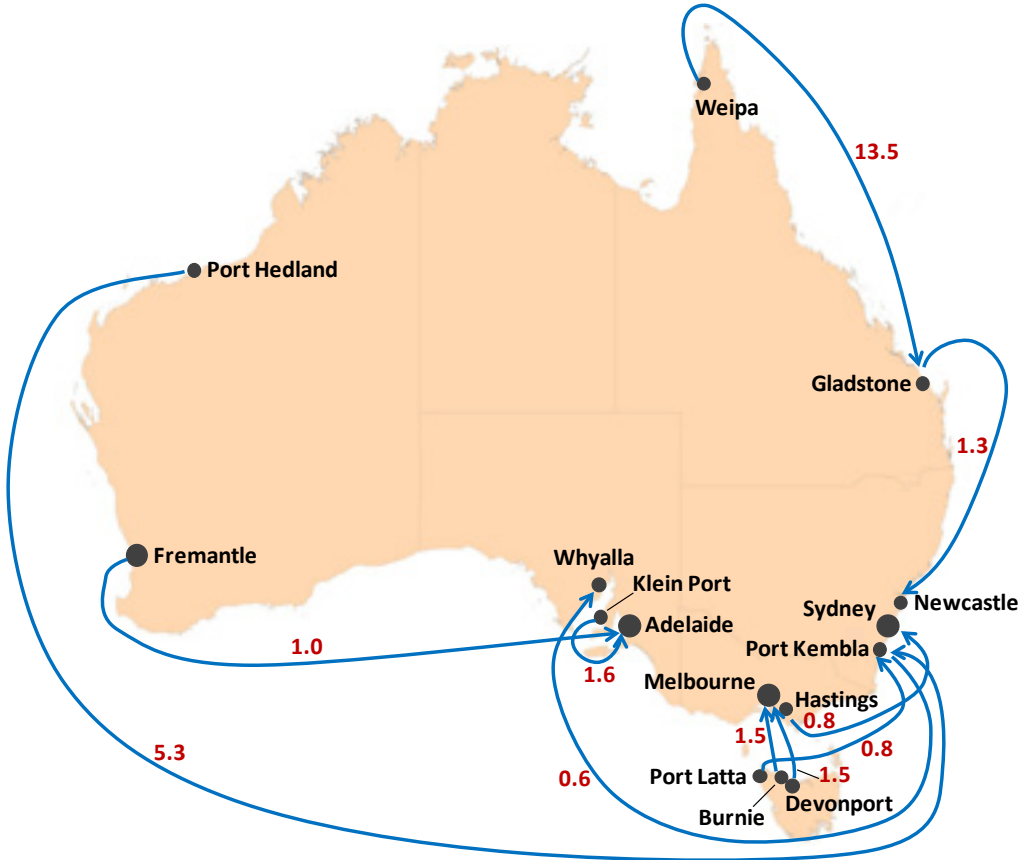 Weipa
13.5
Port Hedland
Gladstone
1.3
Fremantle
Whyalla
Klein Port
Newcastle
Sydney
Adelaide
1.0
Port Kembla
1.6
Melbourne
Hastings
0.8
1.5
0.8
5.3
0.6
Port Latta
1.5
Devonport
Burnie